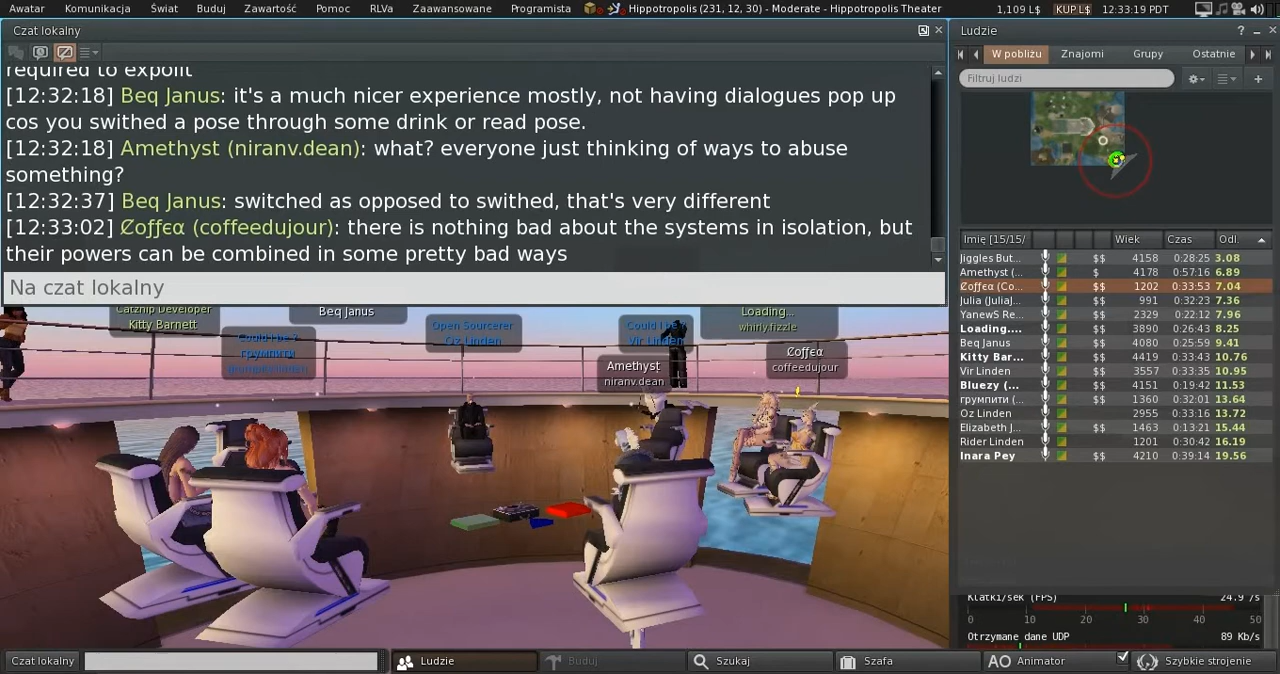 Awatar Komunikacja Świat Buduj Zawartość Pomoc RLVa Zaawansowane Programista Hippotropolis (231, 12, 30) - Moderate - Hippotropolis Theater 1,109 L$ KUP L$ 12:33:19 PDT
Czat lokalny
required to expolit
[12:32:18] Beq Janus: it's a much nicer experience mostly, not having dialogues pop up
cos you swithed a pose through some drink or read pose.
[12:32:18] Amethyst (niranv.dean): what? everyone just thinking of ways to abuse
something?
[12:32:37] Beq Janus: switched as opposed to swithed, that's very different
[12:33:02] Ȼσƒƒєα (coffeedujour): there is nothing bad about the systems in isolation, but
their powers can be combined in some pretty bad ways
Na czat lokalny
Catznip Developer
Kitty Barnett
Beq Janus
Could I be ?
грумпити
Open Sourcerer
Oz Linden
Could I be ?
Vir Linden
Loading...
whirly.fizzle
Amethyst
niranv.dean
Ȼσƒƒєα
coffeedujour
Ludzie
W pobliżu Znajomi Grupy Ostatnie
Filtruj ludzi
Imię [15/15/ Wiek Czas Odl.
Jiggles But... $$ 4158 0:28:25 3.08
Amethyst (... $ 4178 0:57:16 6.89
Ȼσƒƒєα (Co... $$ 1202 0:33:53 7.04
Julia (JuliaJ... $$ 991 0:32:23 7.36
YanewS Re... $$ 2329 0:22:12 7.96
Loading.... $$ 3890 0:26:43 8.25
Beq Janus $$ 4080 0:25:59 9.41
Kitty Bar... $$ 4419 0:33:43 10.76
Vir Linden $$ 3557 0:33:35 10.95
Bluezy (... $$ 4151 0:19:42 11.53
грумпити (... $$ 1360 0:32:01 13.64
Oz Linden 2955 0:33:16 13.72
Elizabeth J... $$ 1463 0:13:21 15.44
Rider Linden 1201 0:30:42 16.19
Inara Pey $$ 4210 0:39:14 19.56
Klatki/sek (FPS) 24.9 /s
0 10 20 30 40 50
Otrzymane dane UDP 89 Kb/s
Czat lokalny Ludzie Buduj Szukaj Szafa AO Animator Szybkie strojenie